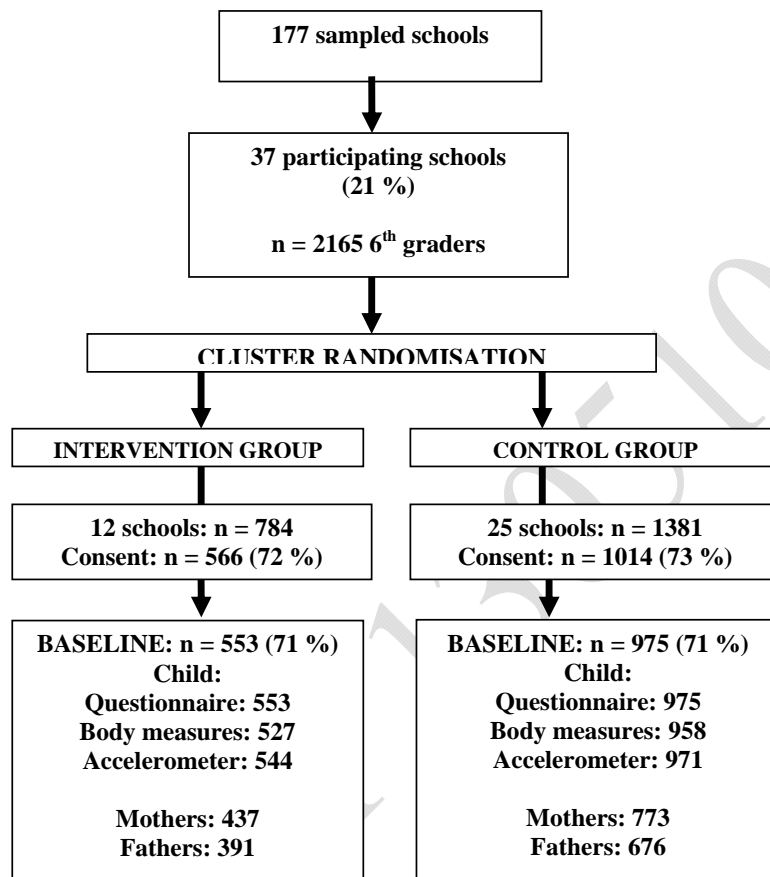 177 sampled schools
37 participating schools
(21 %)
n = 2165 6th graders
CLUSTER RANDOMISATION
INTERVENTION GROUP
CONTROL GROUP
12 schools: n = 784
Consent: n = 566 (72 %)
25 schools: n = 1381
Consent: n = 1014 (73 %)
BASELINE: n = 553 (71 %)
Child:
Questionnaire: 553
Body measures: 527
Accelerometer: 544
Mothers: 437
Fathers: 391
BASELINE: n = 975 (71 %)
Child:
Questionnaire: 975
Body measures: 958
Accelerometer: 971
Mothers: 773
Fathers: 676